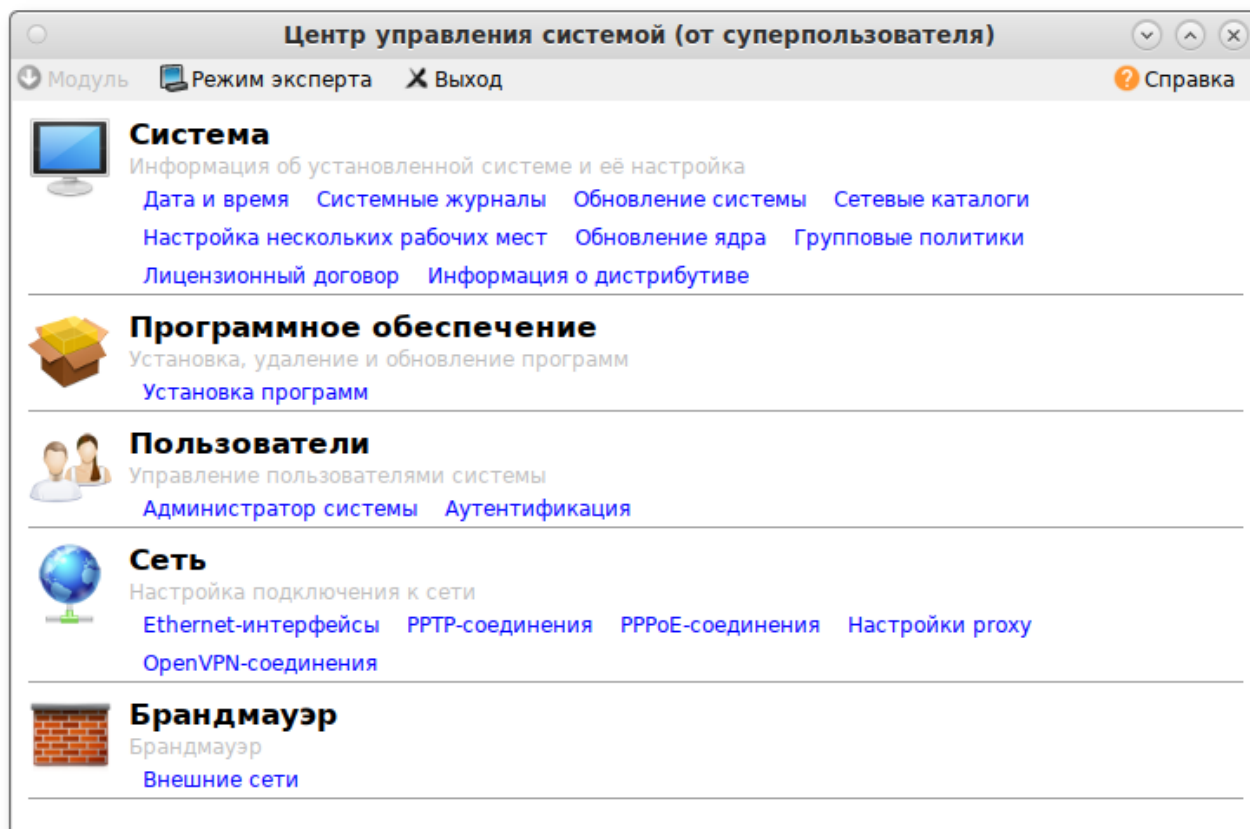 Центр управления системой (от суперпользователя)
Модуль Режим эксперта Выход Справка
Система
Информация об установленной системе и её настройка
Дата и время Системные журналы Обновление системы Сетевые каталоги
Настройка нескольких рабочих мест Обновление ядра Групповые политики
Лицензионный договор Информация о дистрибутиве
Программное обеспечение
Установка, удаление и обновление программ
Установка программ
Пользователи
Управление пользователями системы
Администратор системы Аутентификация
Сеть
Настройка подключения к сети
Ethernet-интерфейсы PPTP-соединения PPPoE-соединения Настройки proxy
OpenVPN-соединения
Брандмауэр
Брандмауэр
Внешние сети